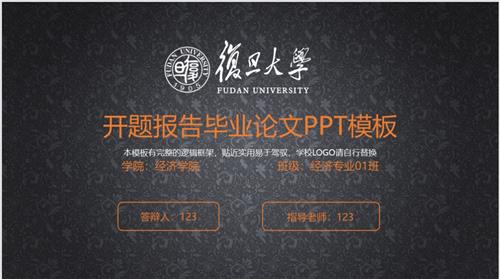 FUDAN UNIVERSITY
1905
復旦大學
FUDAN UNIVERSITY
开题报告毕业论文PPT模板
本模板有完整的逻辑框架，贴近实用易于驾驭，学校LOGO请自行替换
学院：经济学院 班级：经济专业01班
答辩人：123 指导老师：123